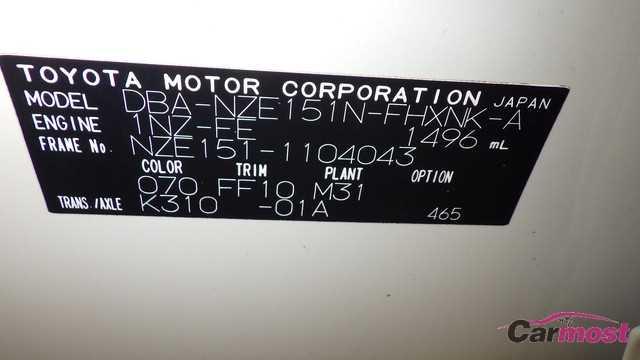 TOYOTA MOTOR CORPORATION JAPAN
MODEL DBA-NZE151N-FHXNK-A
ENGINE 1NZ-FE 1496 mL
FRAME No. NZE151-1104043
COLOR TRIM PLANT OPTION
070 FF10 M31
TRANS./AXLE K310 -01A 465
Carmost